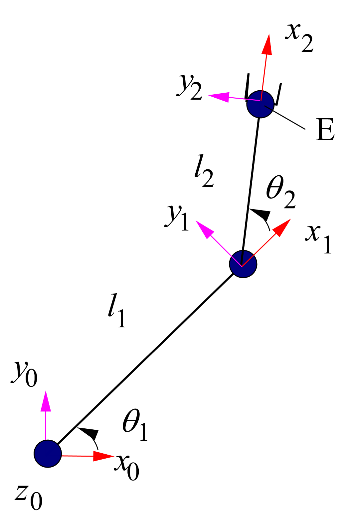 x₂
y₂
E
l₂
θ₂
y₁
x₁
l₁
y₀
θ₁
x₀
z₀